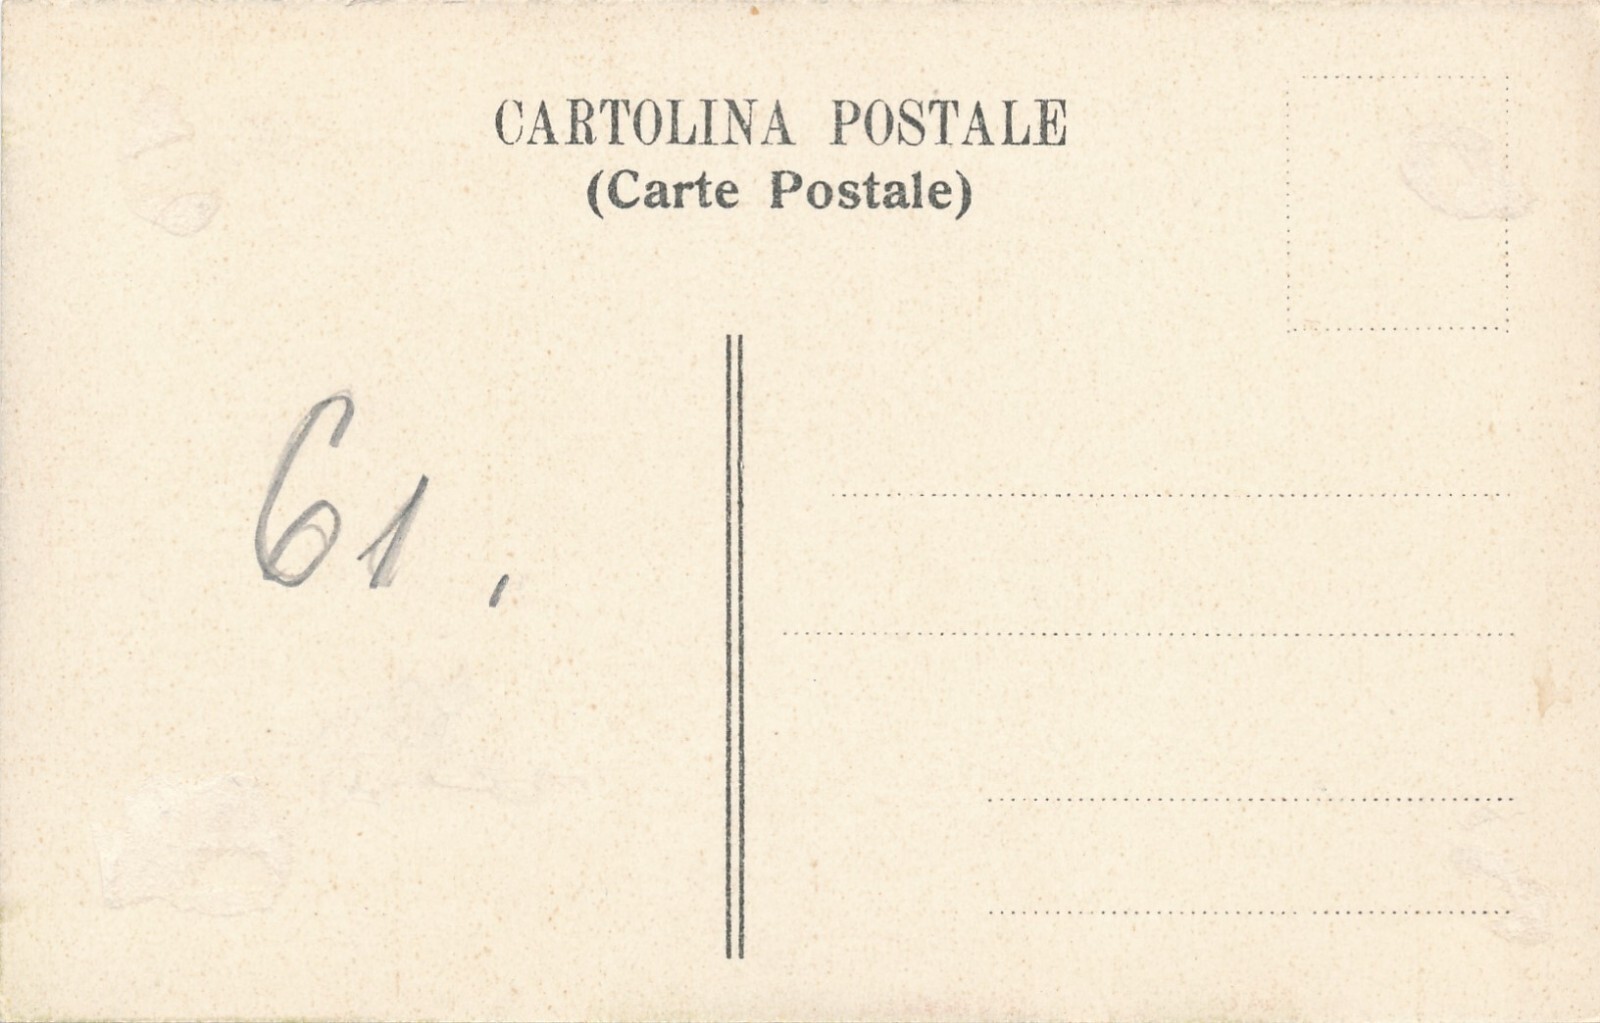 CARTOLINA POSTALE
(Carte Postale)
61.